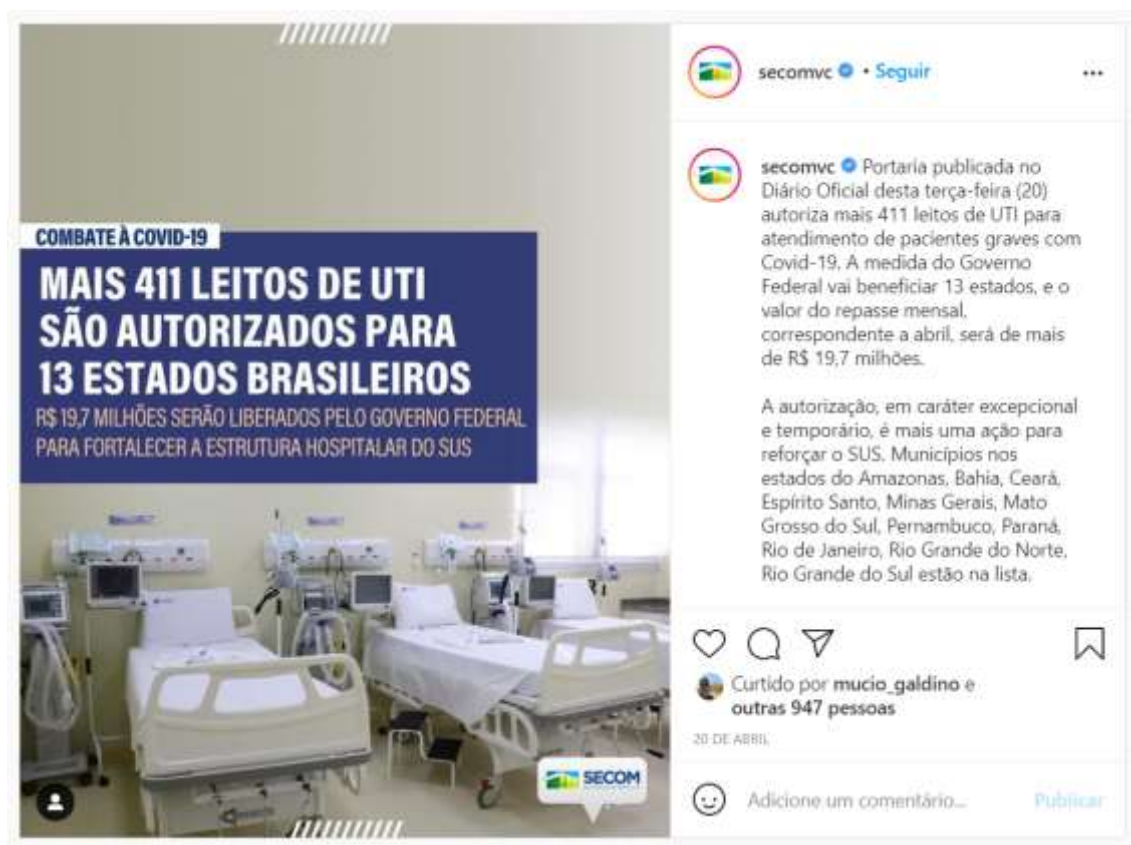 COMBATE À COVID-19
MAIS 411 LEITOS DE UTI
SÃO AUTORIZADOS PARA
13 ESTADOS BRASILEIROS
R$ 19,7 MILHÕES SERÃO LIBERADOS PELO GOVERNO FEDERAL
PARA FORTALECER A ESTRUTURA HOSPITALAR DO SUS
SECOM
secomvc • Seguir
secomvc Portaria publicada no
Diário Oficial desta terça-feira (20)
autoriza mais 411 leitos de UTI para
atendimento de pacientes graves com
Covid-19. A medida do Governo
Federal vai beneficiar 13 estados, e o
valor do repasse mensal,
correspondente a abril, será de mais
de R$ 19,7 milhões.
A autorização, em caráter excepcional
e temporário, é mais uma ação para
reforçar o SUS. Municípios nos
estados do Amazonas, Bahia, Ceará,
Espírito Santo, Minas Gerais, Mato
Grosso do Sul, Pernambuco, Paraná,
Rio de Janeiro, Rio Grande do Norte,
Rio Grande do Sul estão na lista.
Curtido por mucio_galdino e
outras 947 pessoas
20 DE ABRIL
Adicione um comentário... Publicar